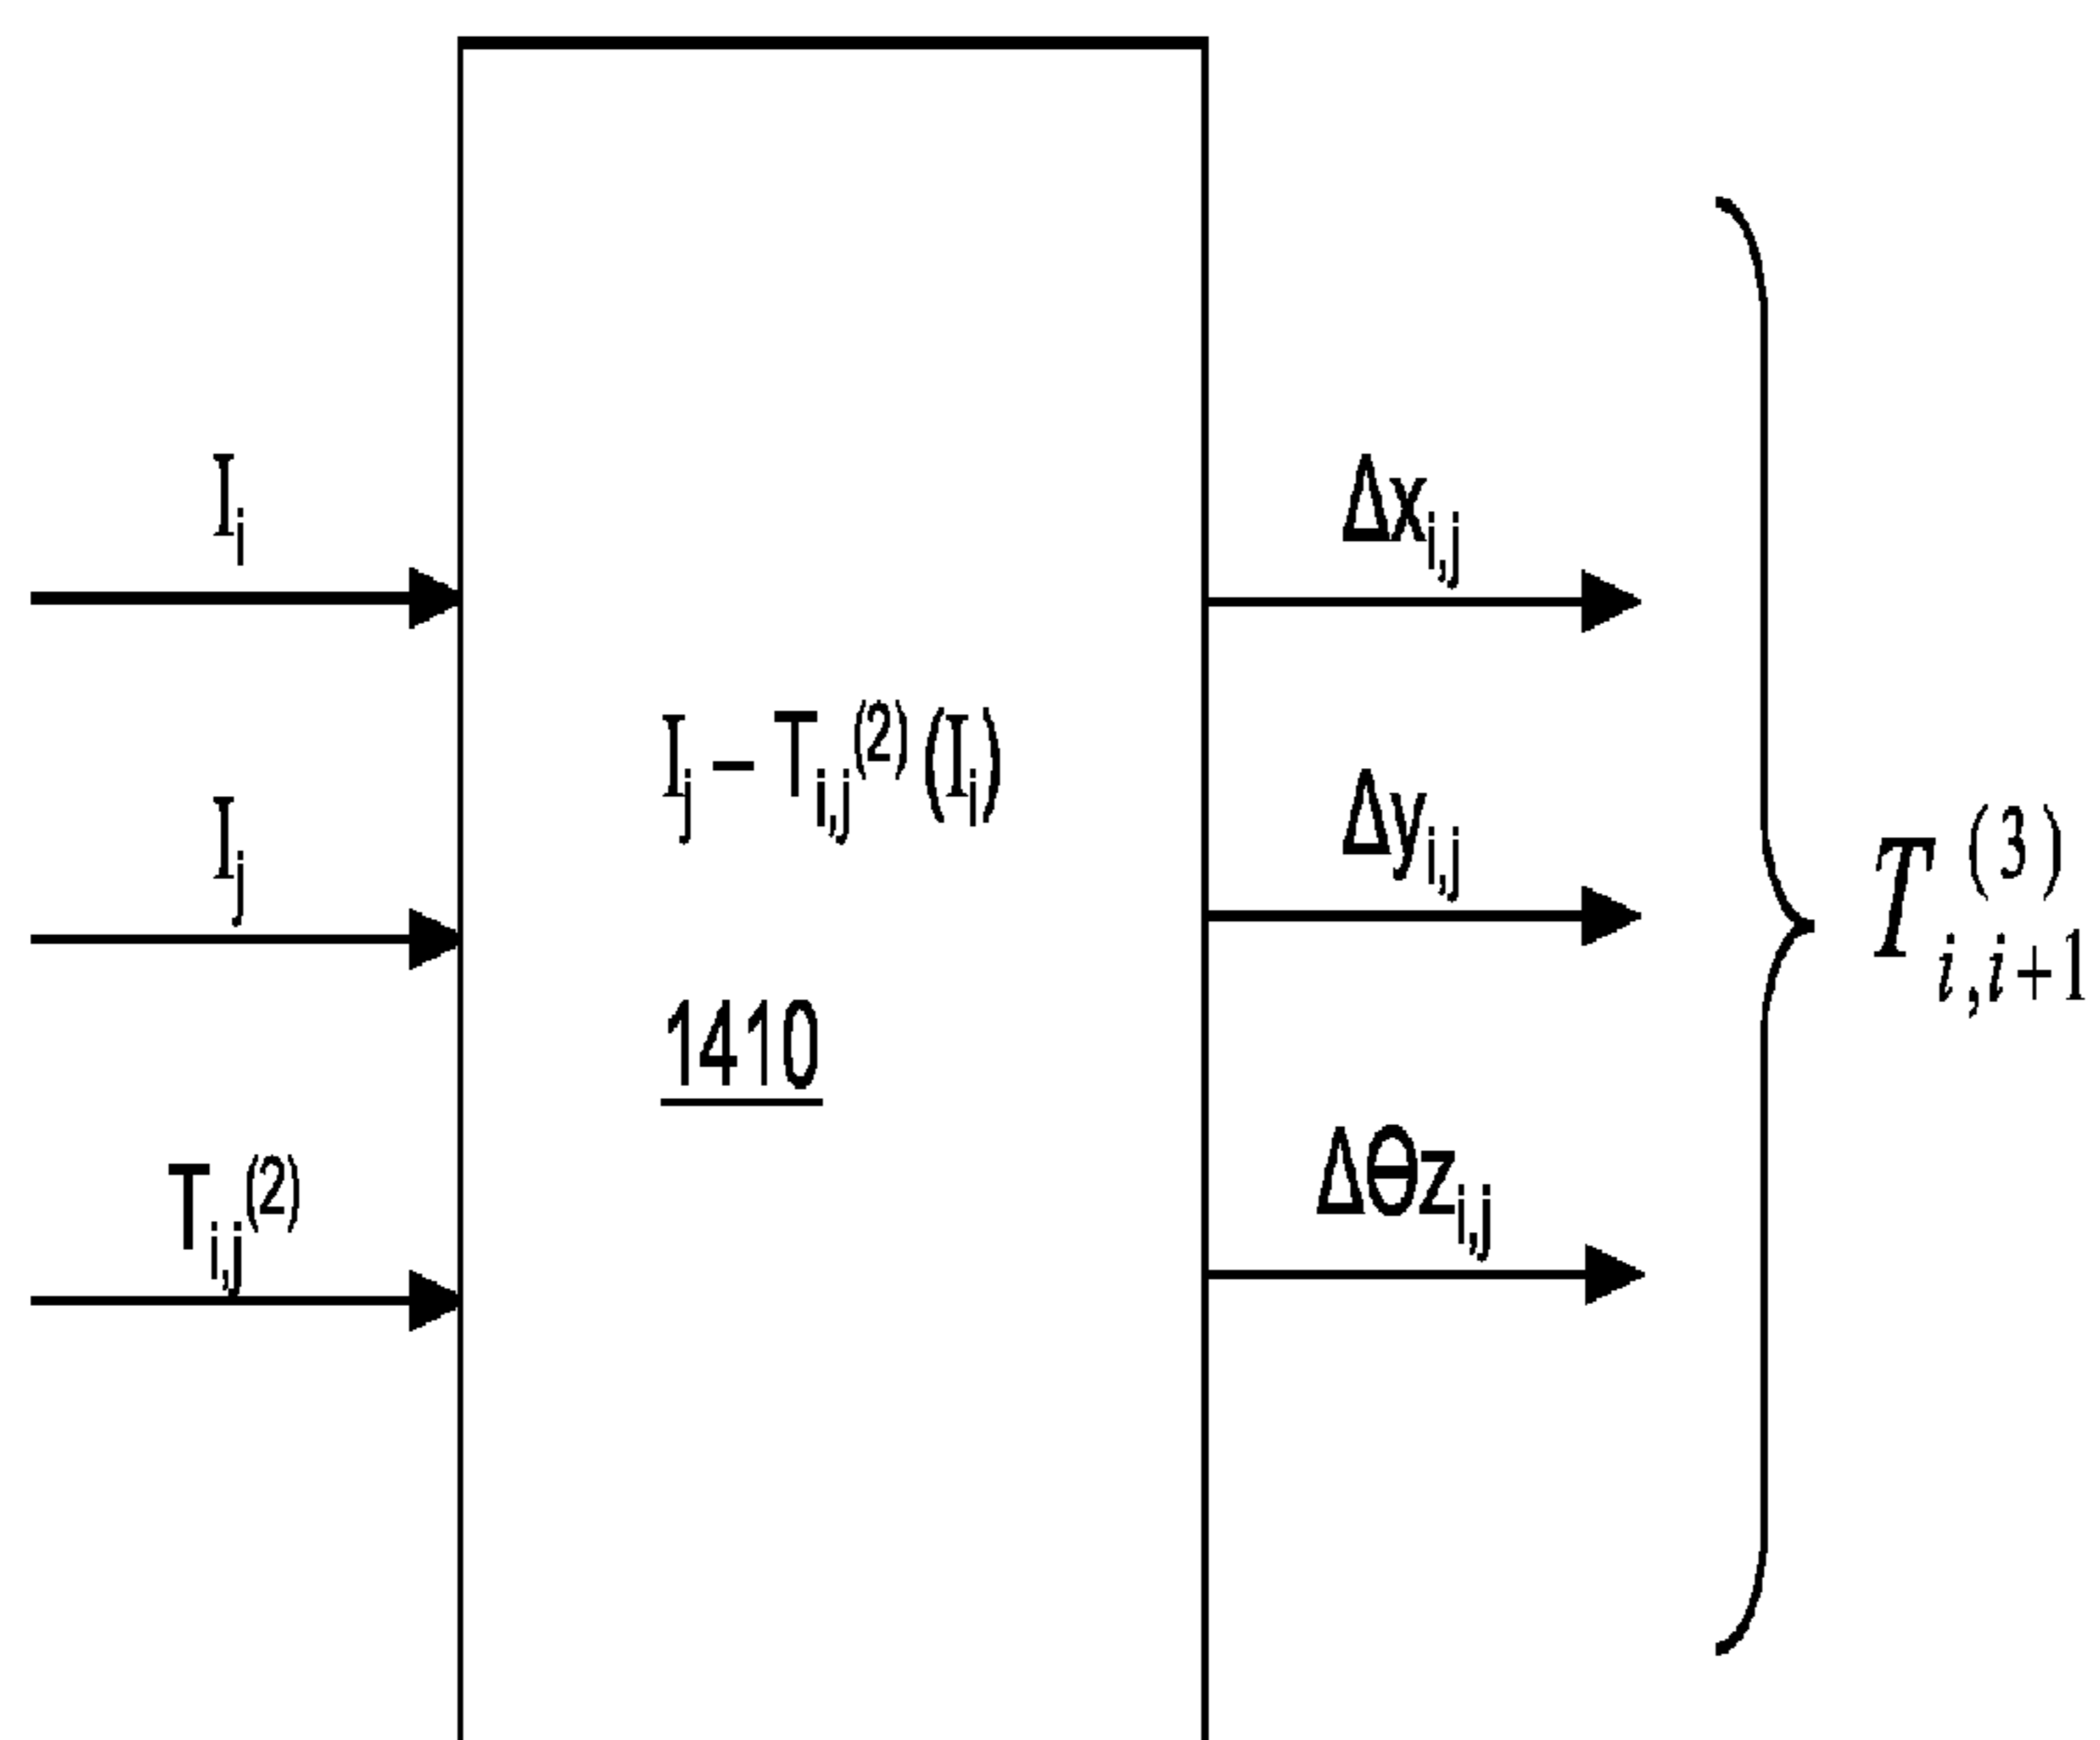 Iᵢ
Iⱼ
Tᵢ,ⱼ⁽²⁾
Iⱼ – Tᵢ,ⱼ⁽²⁾(Iᵢ)
1410
Δxᵢ,ⱼ
Δyᵢ,ⱼ
Δθzᵢ,ⱼ
T⁽³⁾ᵢ,ᵢ₊₁